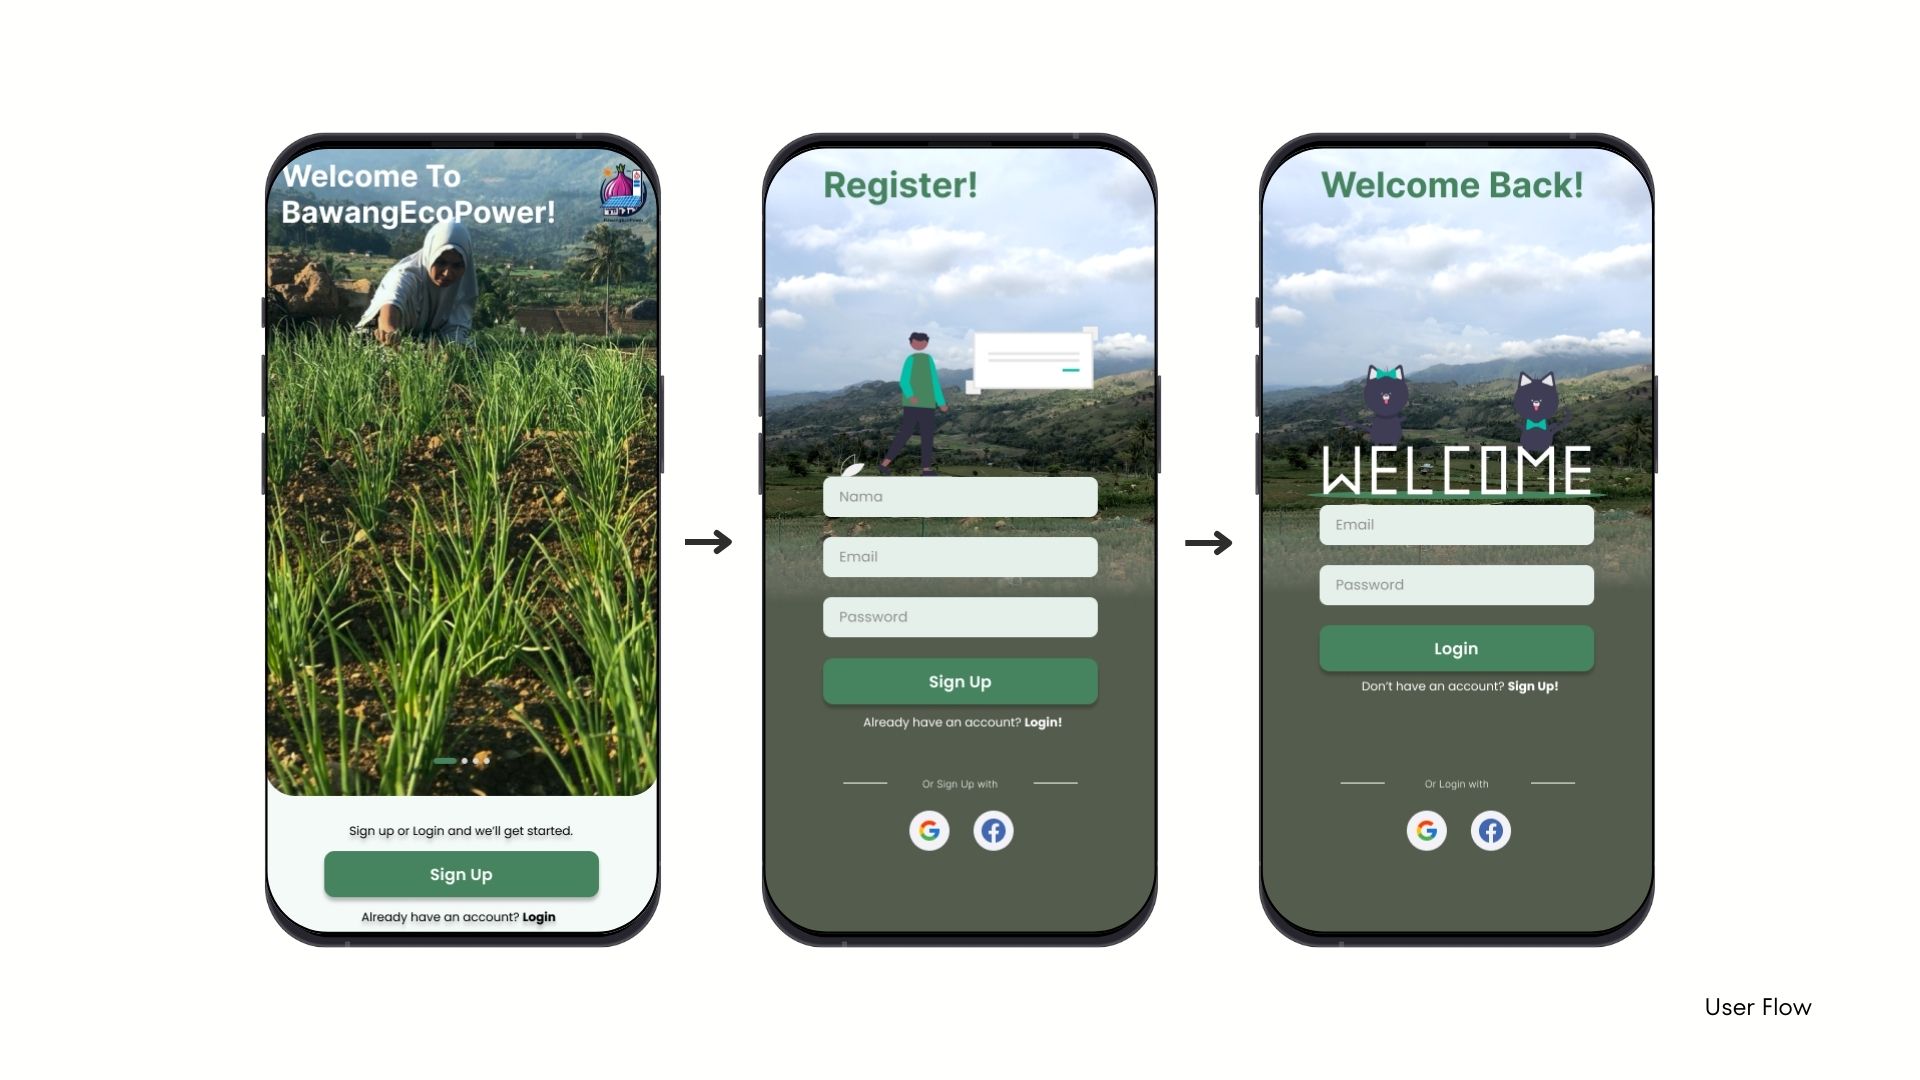 Welcome To
BawangEcoPower!
Sign up or Login and we'll get started.
Sign Up
Already have an account? Login
Register!
Nama
Email
Password
Sign Up
Already have an account? Login!
Or Sign Up with
Welcome Back!
WELCOME
Email
Password
Login
Don't have an account? Sign Up!
Or Login with
User Flow